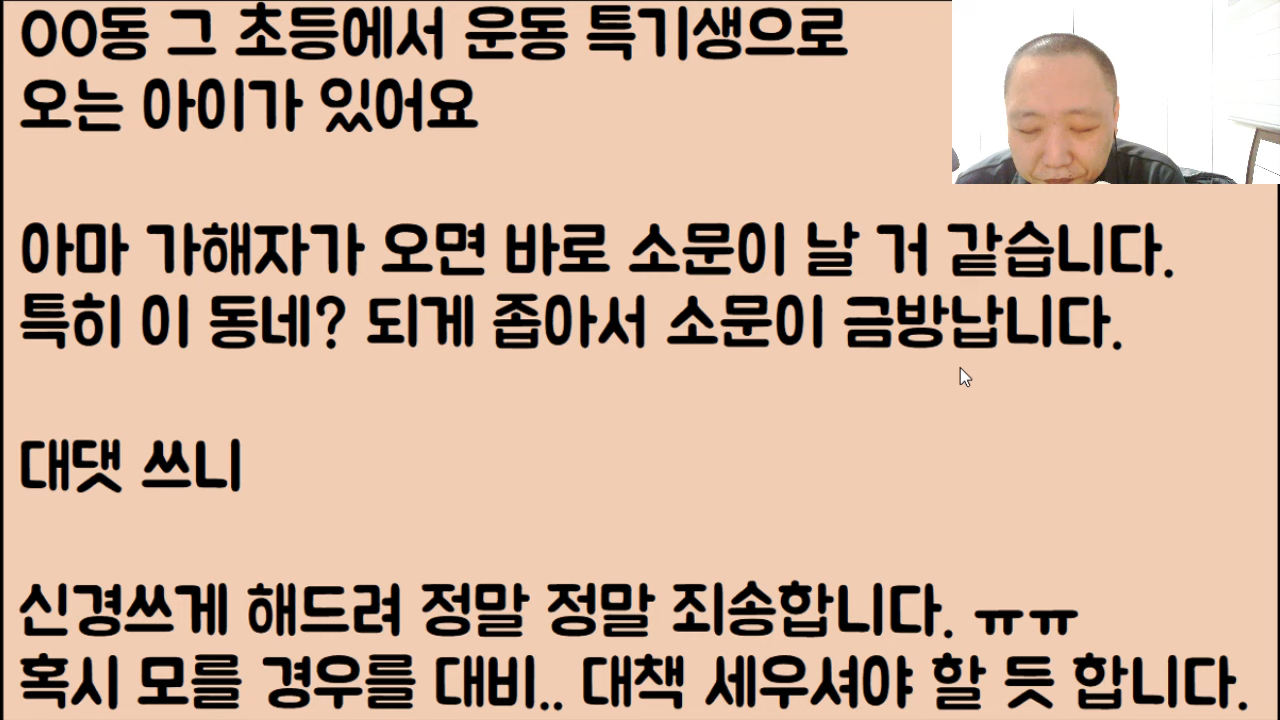 OO동 그 초등에서 운동 특기생으로
오는 아이가 있어요
아마 가해자가 오면 바로 소문이 날 거 같습니다.
특히 이 동네? 되게 좁아서 소문이 금방납니다.
대댓 쓰니
신경쓰게 해드려 정말 정말 죄송합니다. ㅠㅠ
혹시 모를 경우를 대비.. 대책 세우셔야 할 듯 합니다.